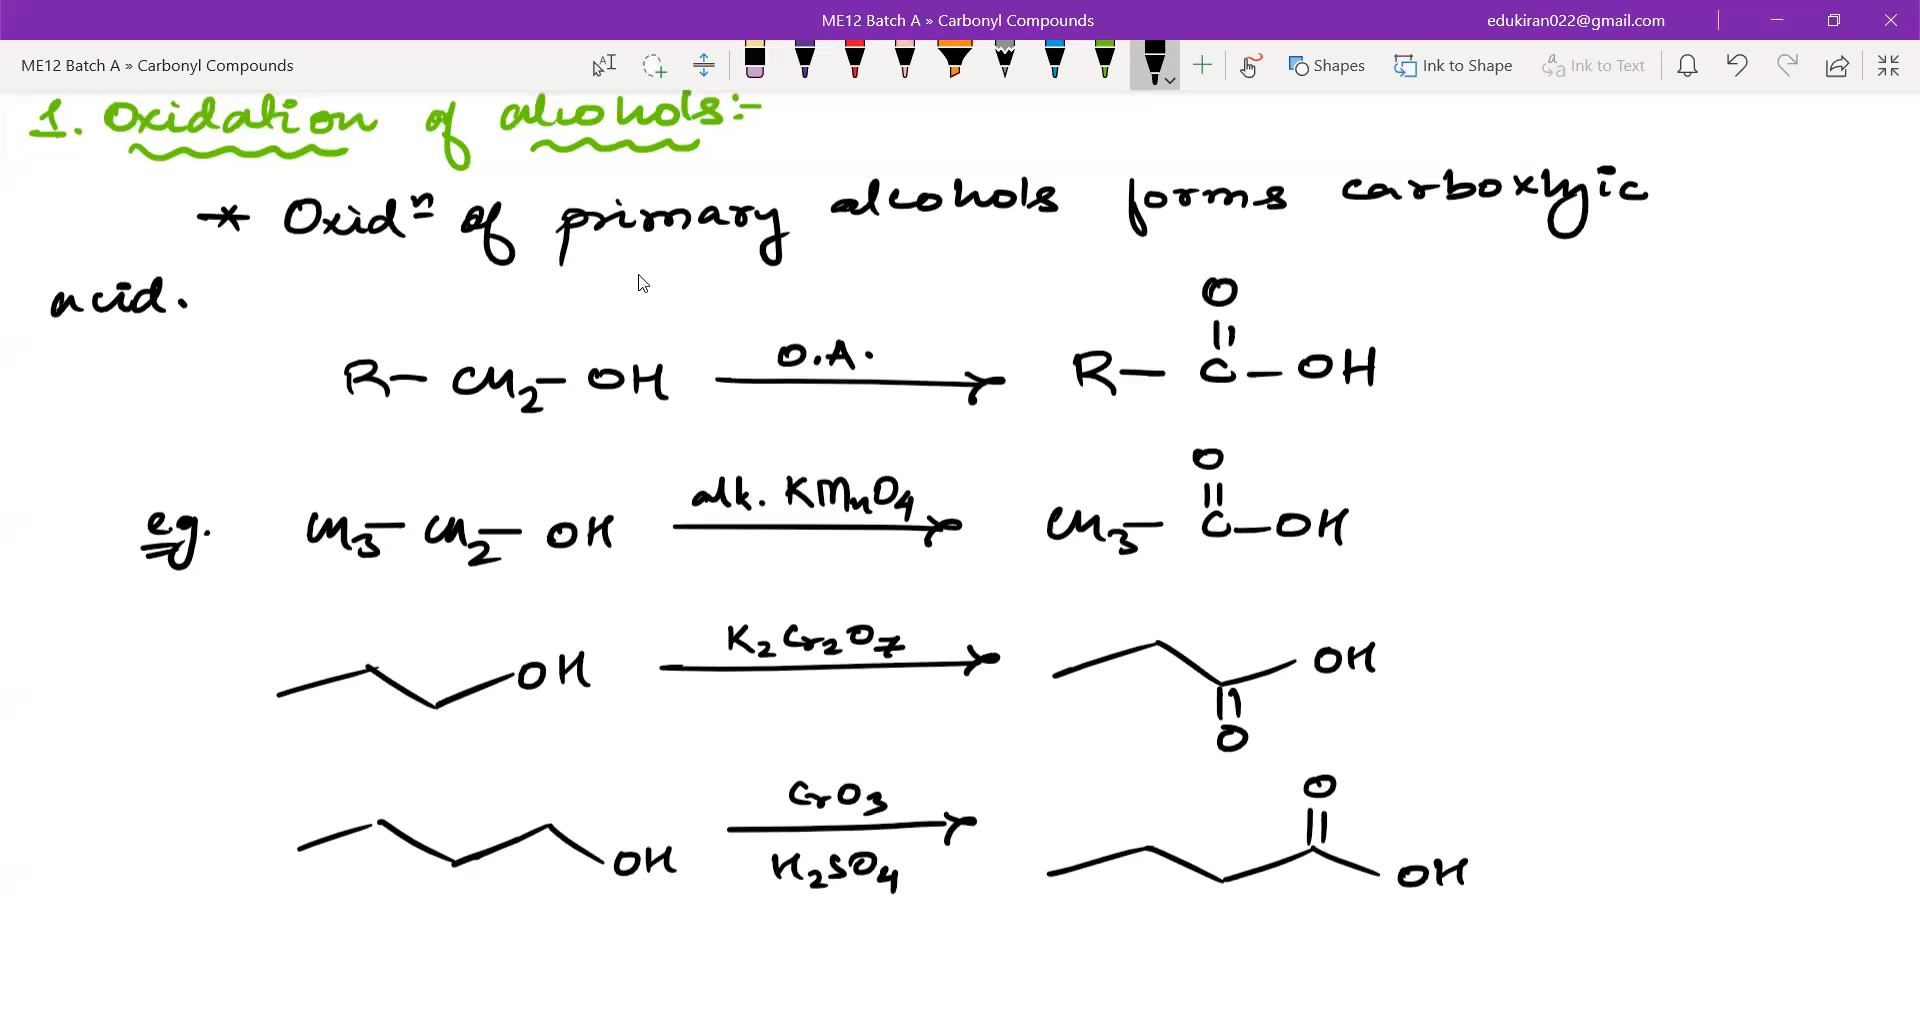 ME12 Batch A » Carbonyl Compounds edukiran022@gmail.com
ME12 Batch A » Carbonyl Compounds Shapes Ink to Shape Ink to Text
1. Oxidation of alcohols:-
* Oxidⁿ of primary alcohols forms carboxlyic
acid.
O
R- CH₂- OH O.A. R- C - OH
O
eg. CH₃- CH₂- OH alk. KMnO₄ CH₃- C-OH
K₂Cr₂O₇
OH OH
O
CrO₃ O
OH H₂SO₄ OH